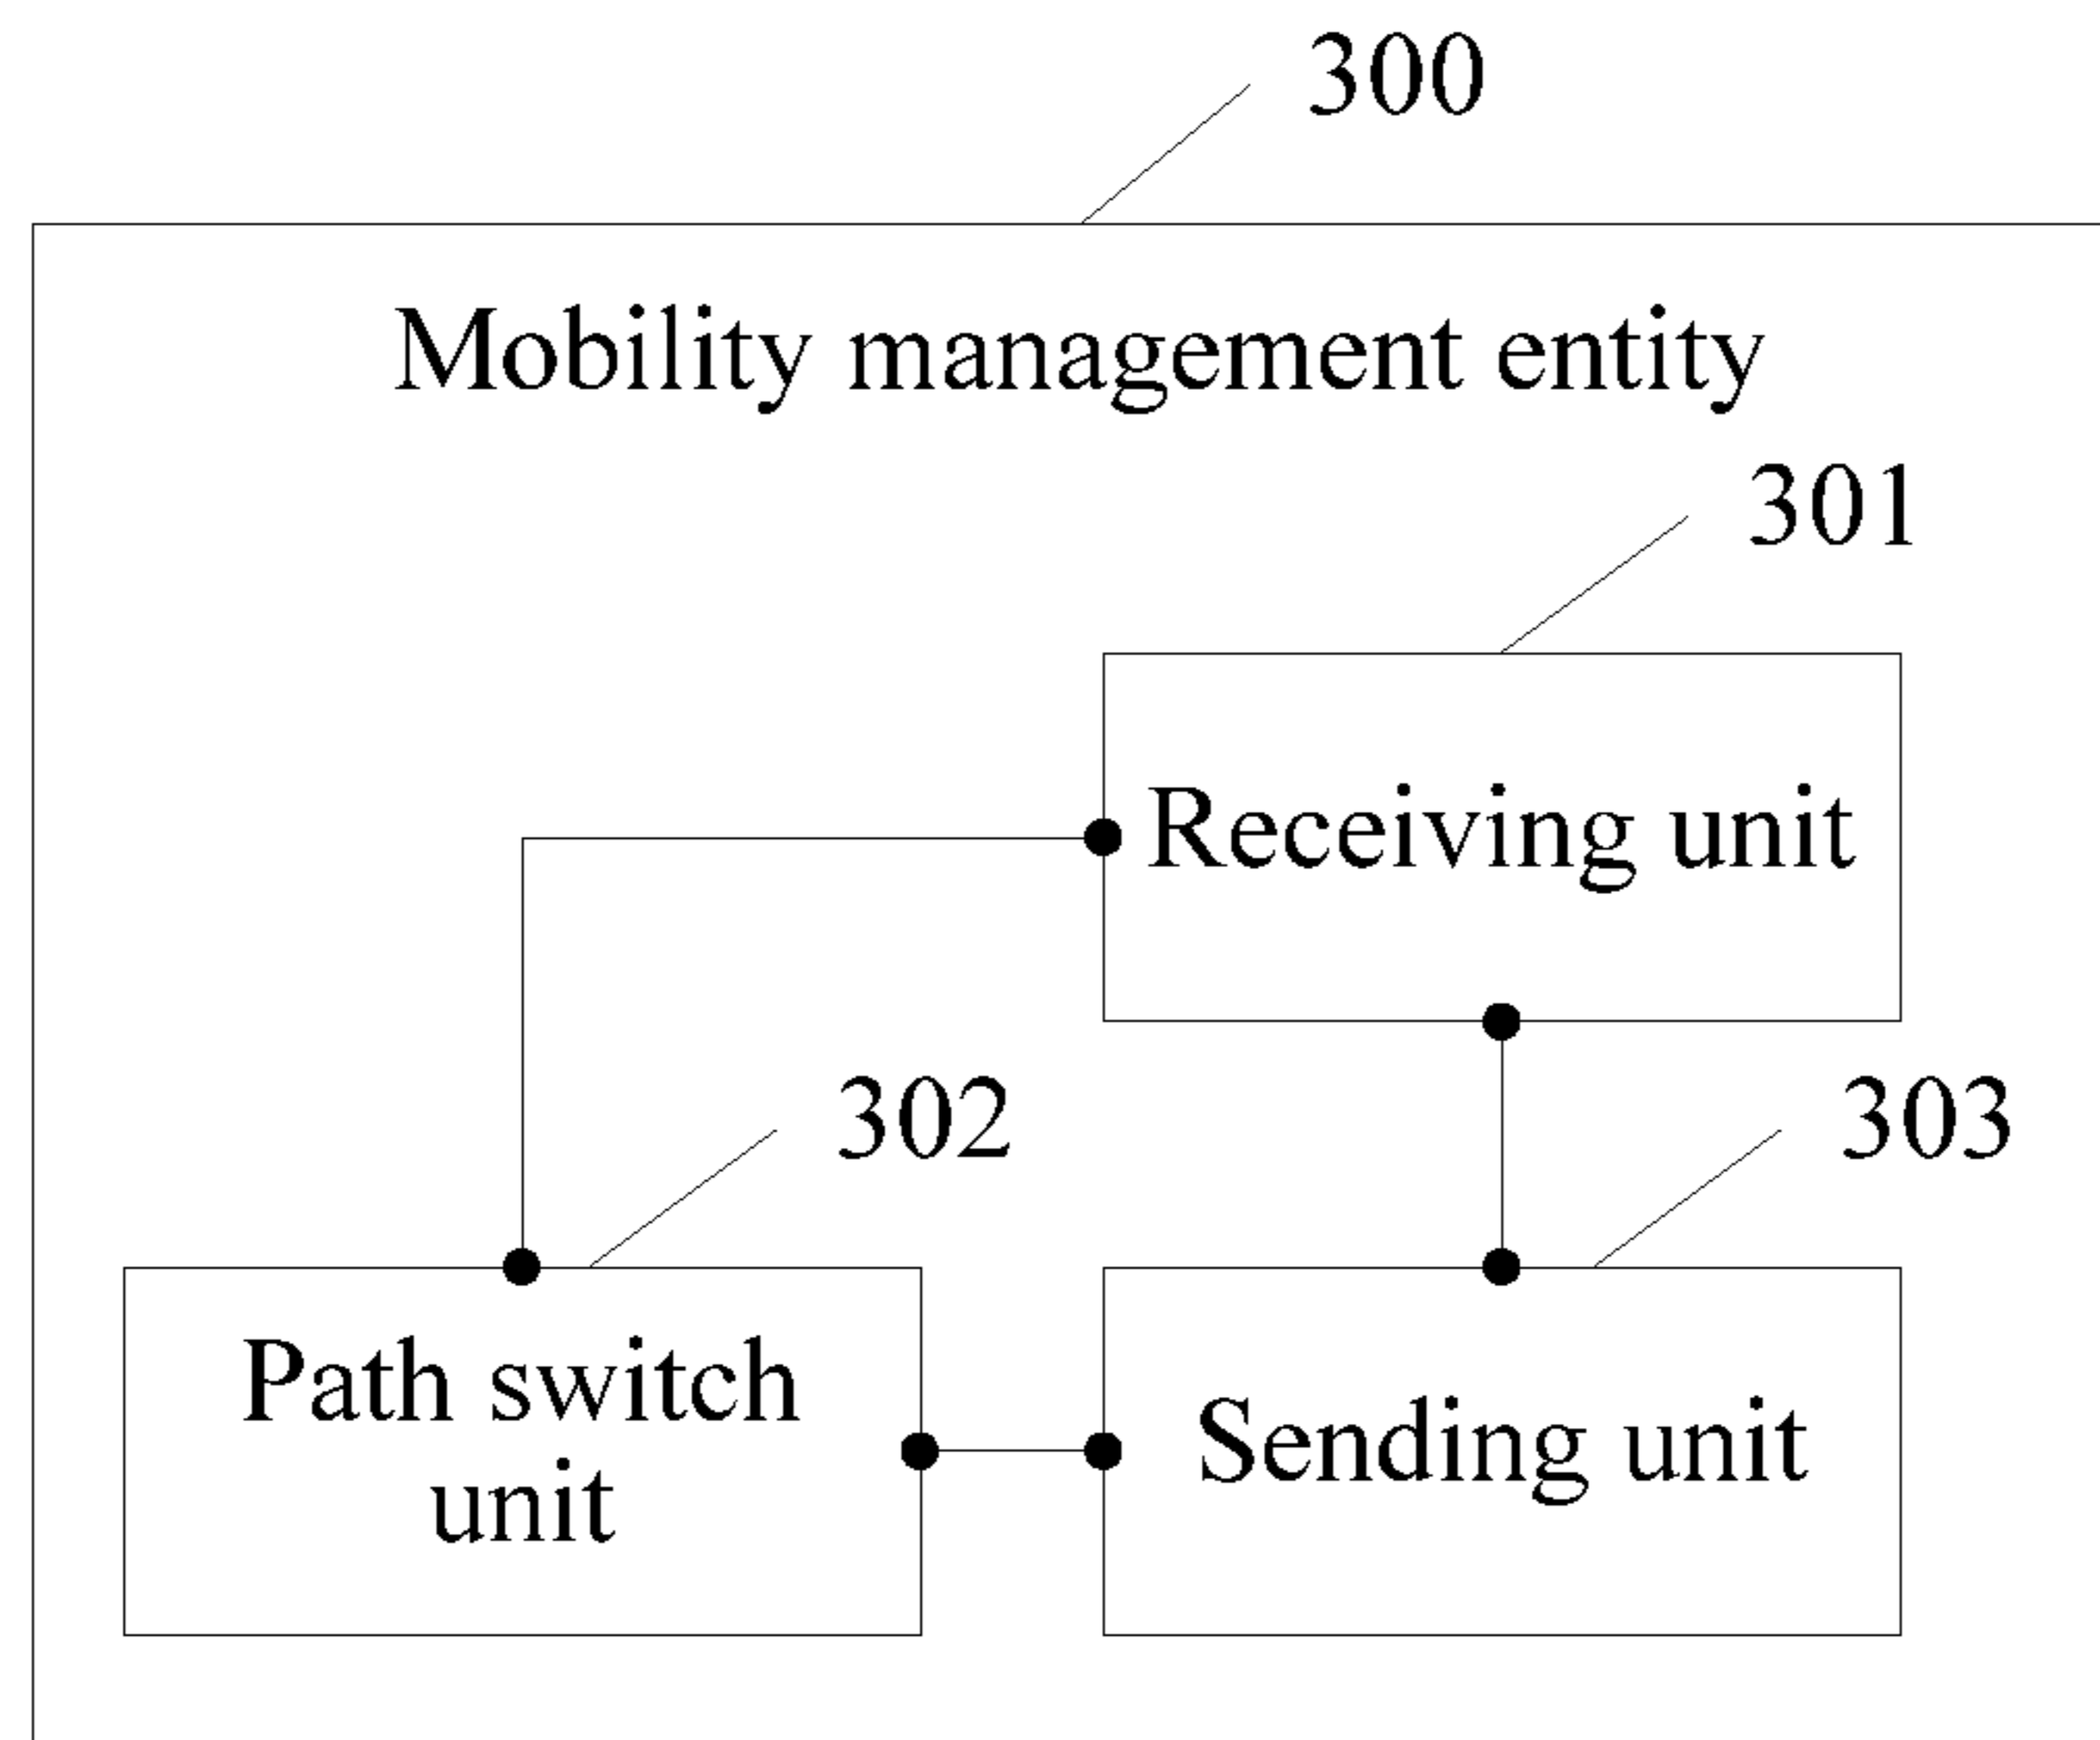 300
Mobility management entity
301
Receiving unit
302
303
Path switch
unit
Sending unit